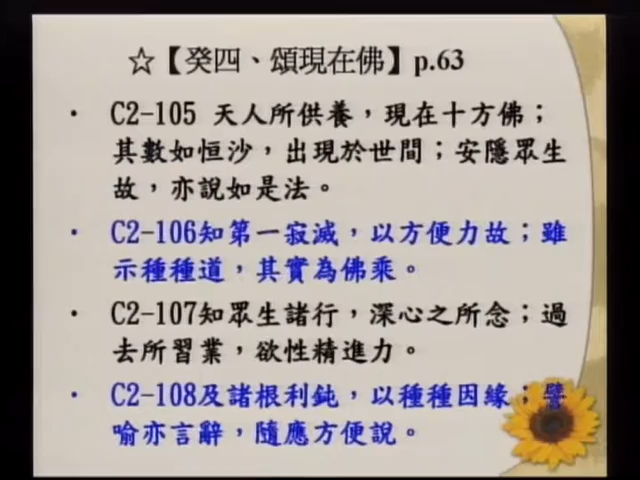 ☆【癸四、頌現在佛】p.63
• C2-105 天人所供養，現在十方佛；
其數如恒沙，出現於世間；安隱眾生
故，亦說如是法。
• C2-106知第一寂滅，以方便力故；雖
示種種道，其實為佛乘。
• C2-107知眾生諸行，深心之所念；過
去所習業，欲性精進力。
• C2-108及諸根利鈍，以種種因緣；譬
喻亦言辭，隨應方便說。